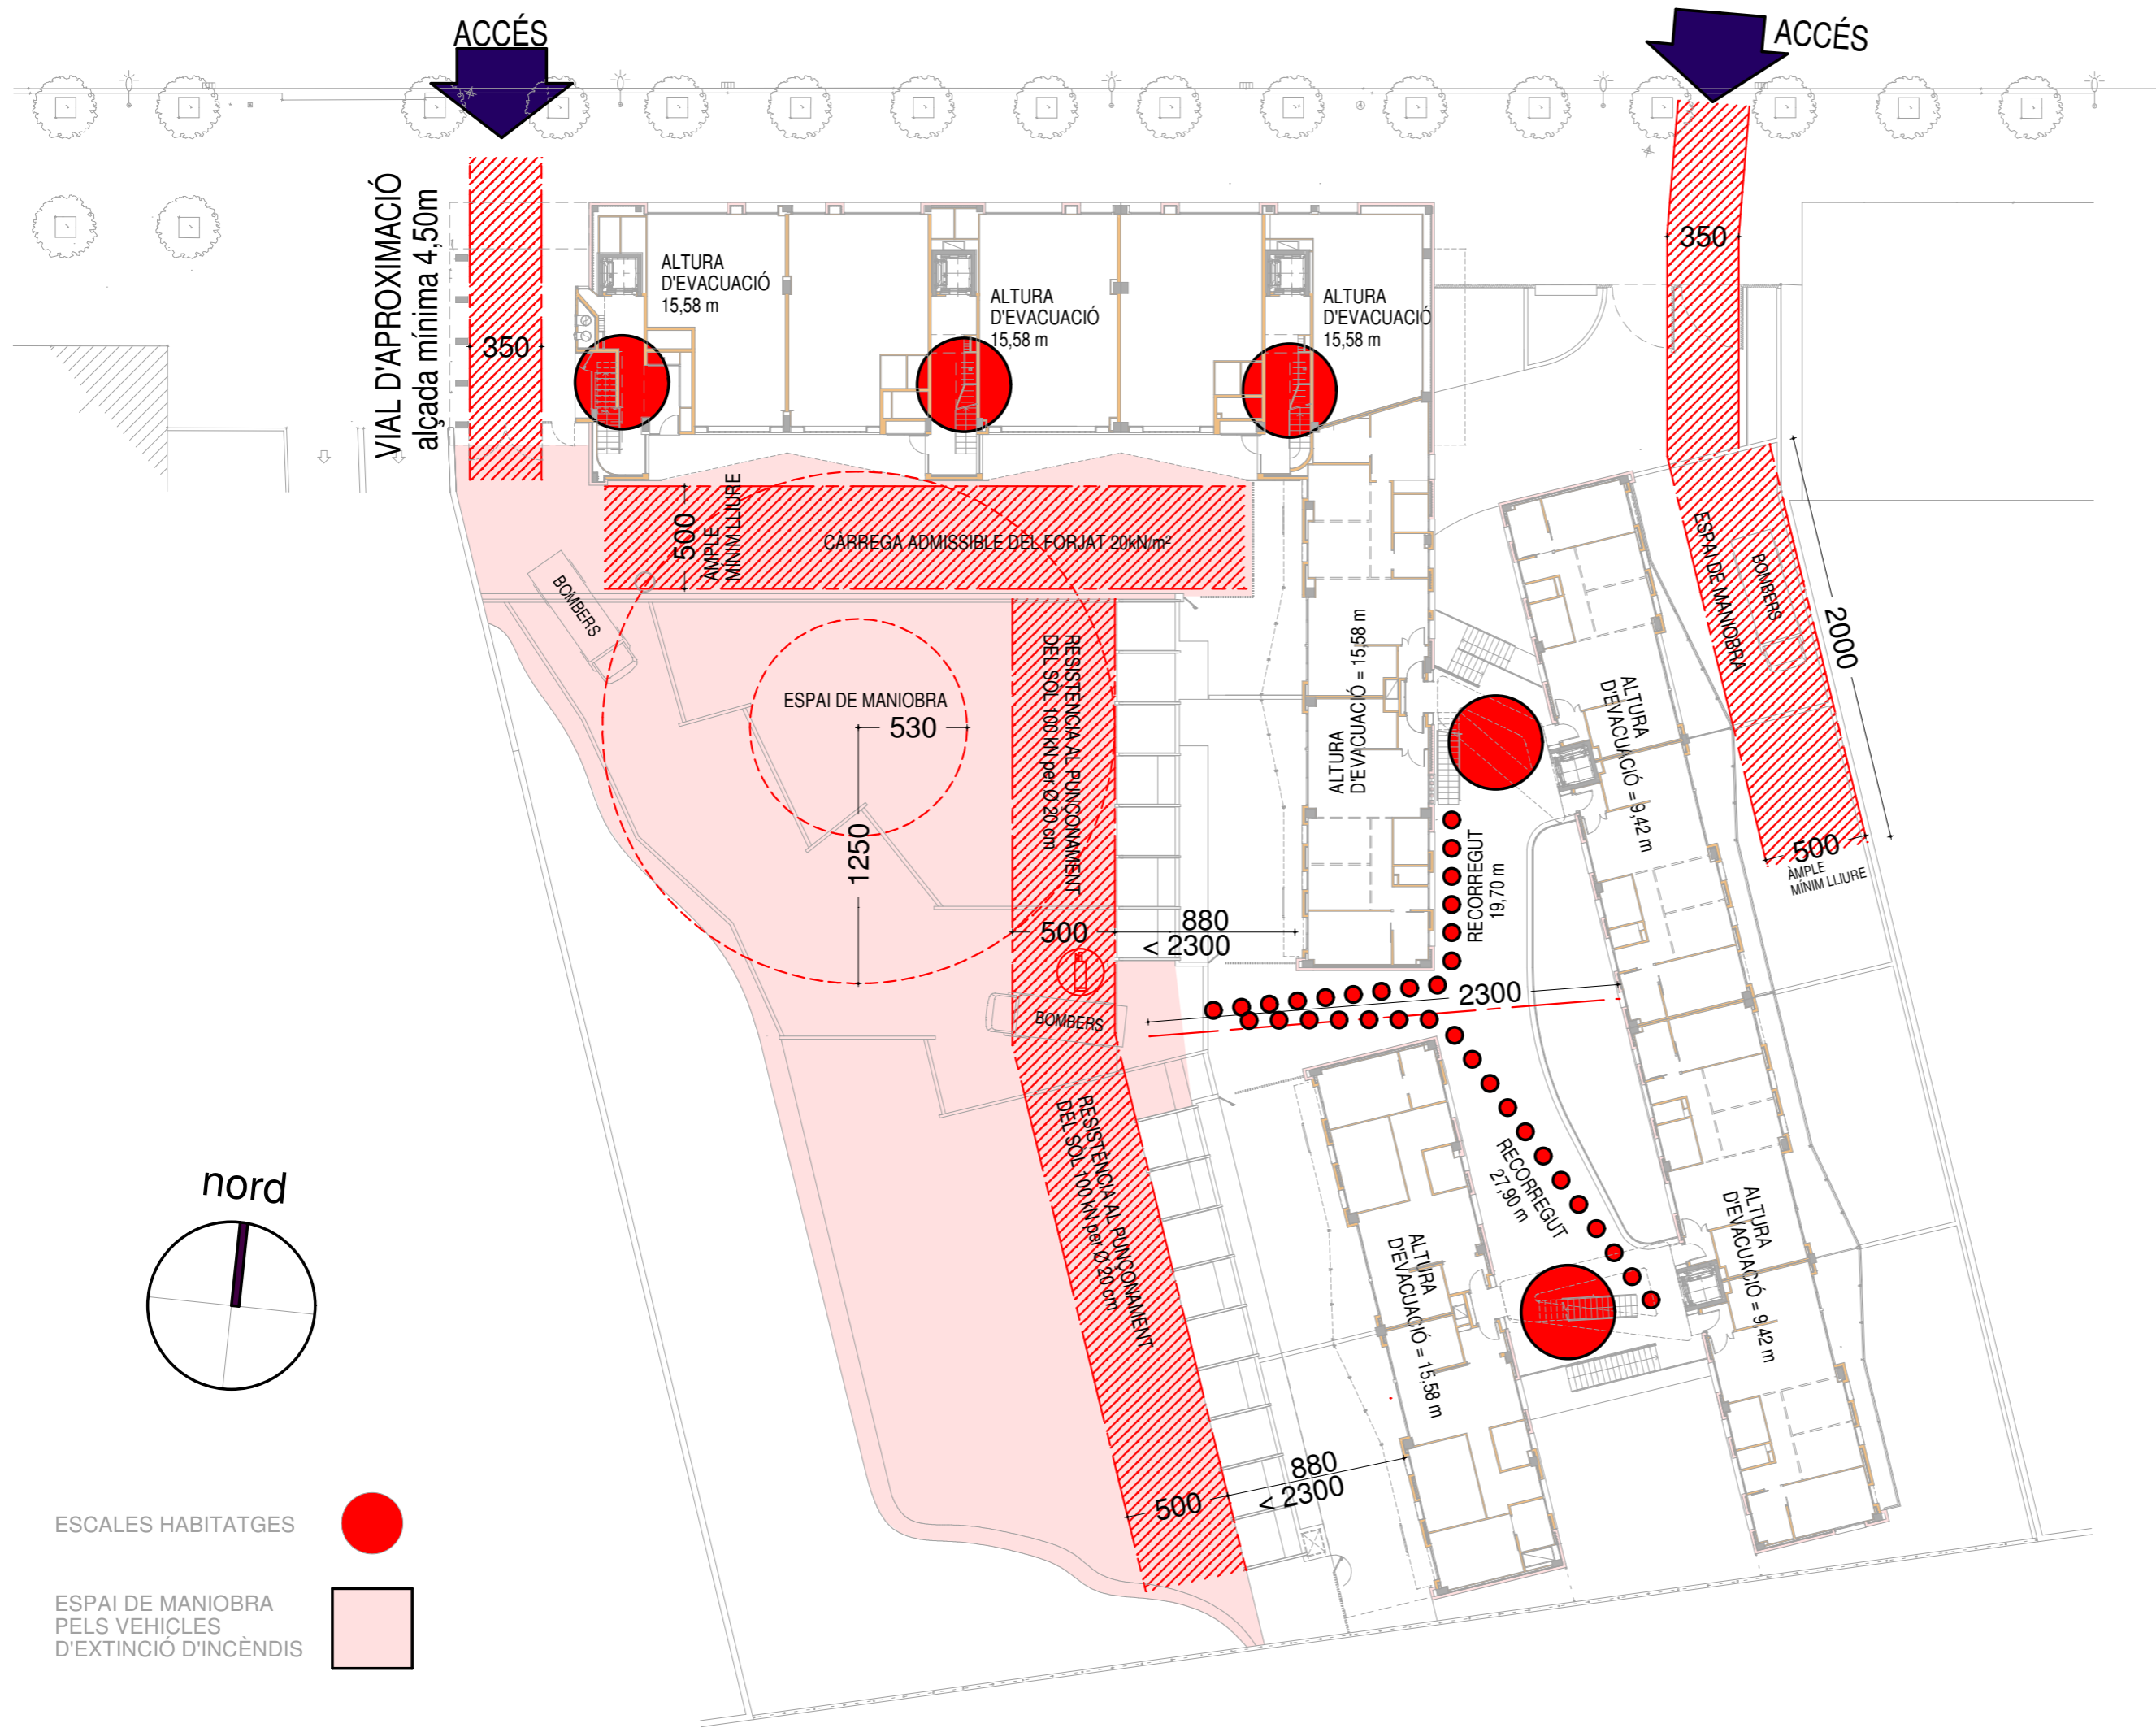 ACCÉS
ACCÉS
VIAL D'APROXIMACIÓ
alçada mínima 4,50m
350
350
ALTURA
D'EVACUACIÓ
15,58 m
ALTURA
D'EVACUACIÓ
15,58 m
ALTURA
D'EVACUACIÓ
15,58 m
500
AMPLE
MÍNIM LLIURE
CARREGA ADMISSIBLE DEL FORJAT 20kN/m²
BOMBERS
ESPAI DE MANIOBRA
530
1250
RESISTÈNCIA AL PUNÇONAMENT
DEL SÒL 100 kN per Ø 20 cm
500
880
< 2300
BOMBERS
ALTURA
D'EVACUACIÓ = 15,58 m
ALTURA
D'EVACUACIÓ = 9,42 m
ESPAI DE MANIOBRA
BOMBERS
2000
500
AMPLE
MÍNIM LLIURE
RECORREGUT
19,70 m
2300
RECORREGUT
27,90 m
RESISTÈNCIA AL PUNÇONAMENT
DEL SÒL 100 kN per Ø 20 cm
ALTURA
D'EVACUACIÓ = 15,58 m
ALTURA
D'EVACUACIÓ = 9,42 m
880
< 2300
500
nord
ESCALES HABITATGES
ESPAI DE MANIOBRA
PELS VEHICLES
D'EXTINCIÓ D'INCÈNDIS